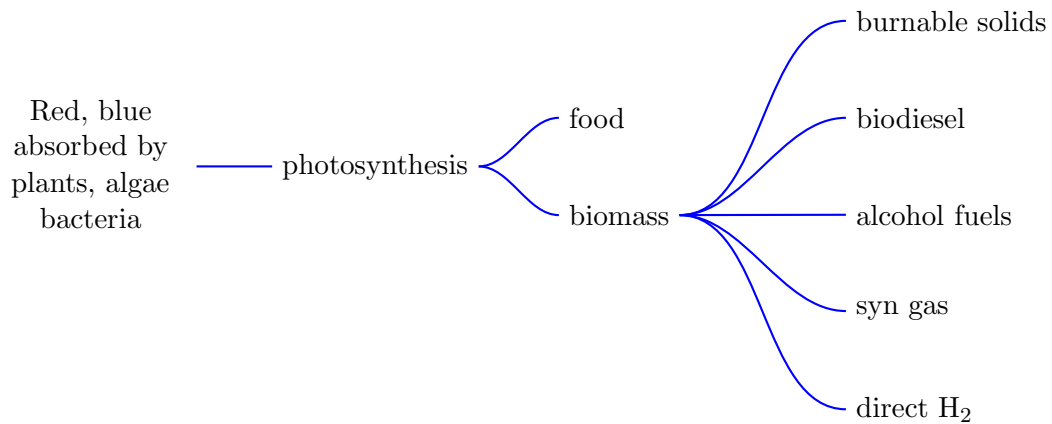 Red, blue
absorbed by
plants, algae
bacteria
photosynthesis
food
biomass
burnable solids
biodiesel
alcohol fuels
syn gas
direct H₂